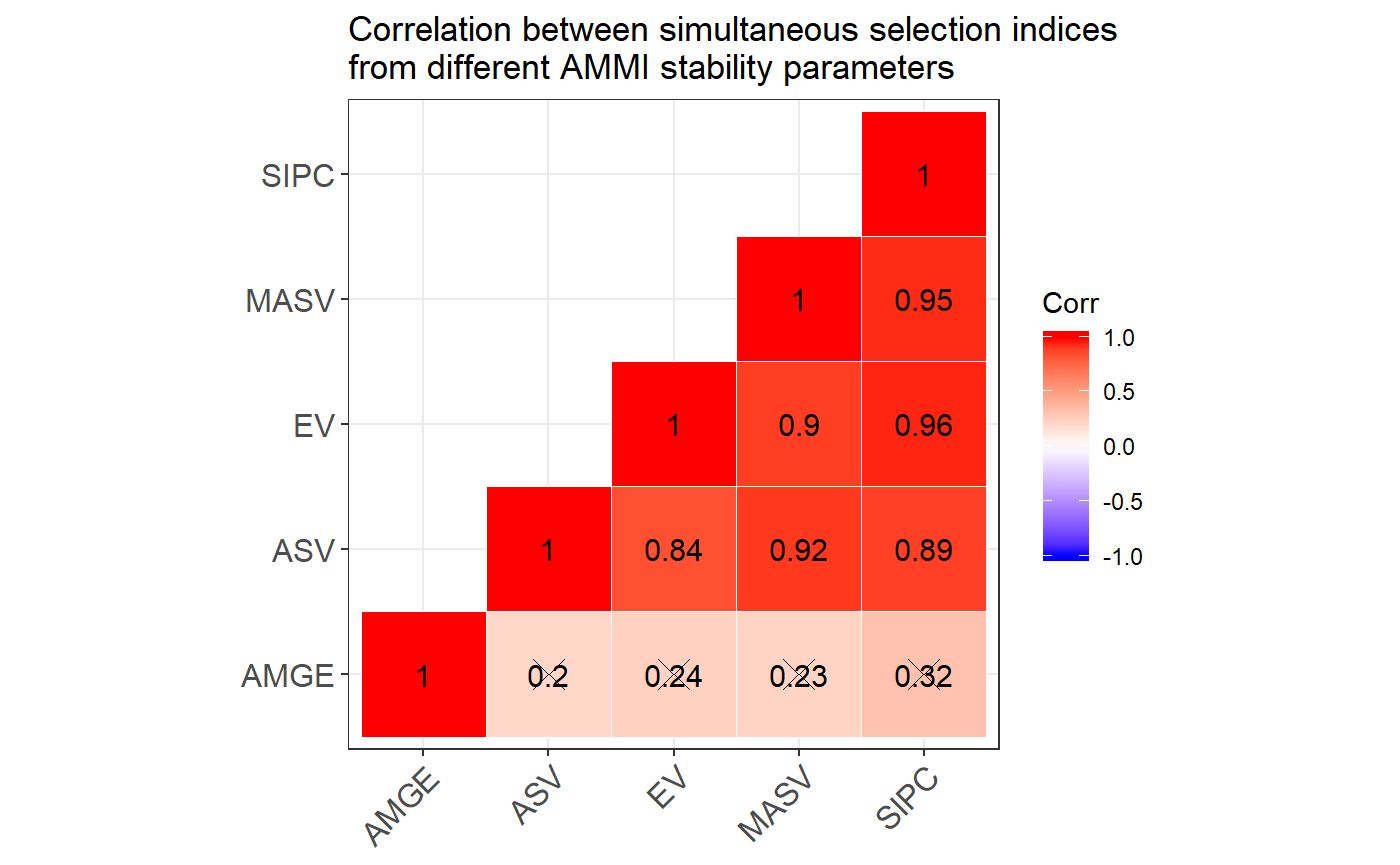 Correlation between simultaneous selection indices
from different AMMI stability parameters
SIPC
1
MASV
1
0.95
EV
1
0.9
0.96
ASV
1
0.84
0.92
0.89
AMGE
1
0.2
0.24
0.23
0.32
AMGE
ASV
EV
MASV
SIPC
Corr
1.0
0.5
0.0
-0.5
-1.0